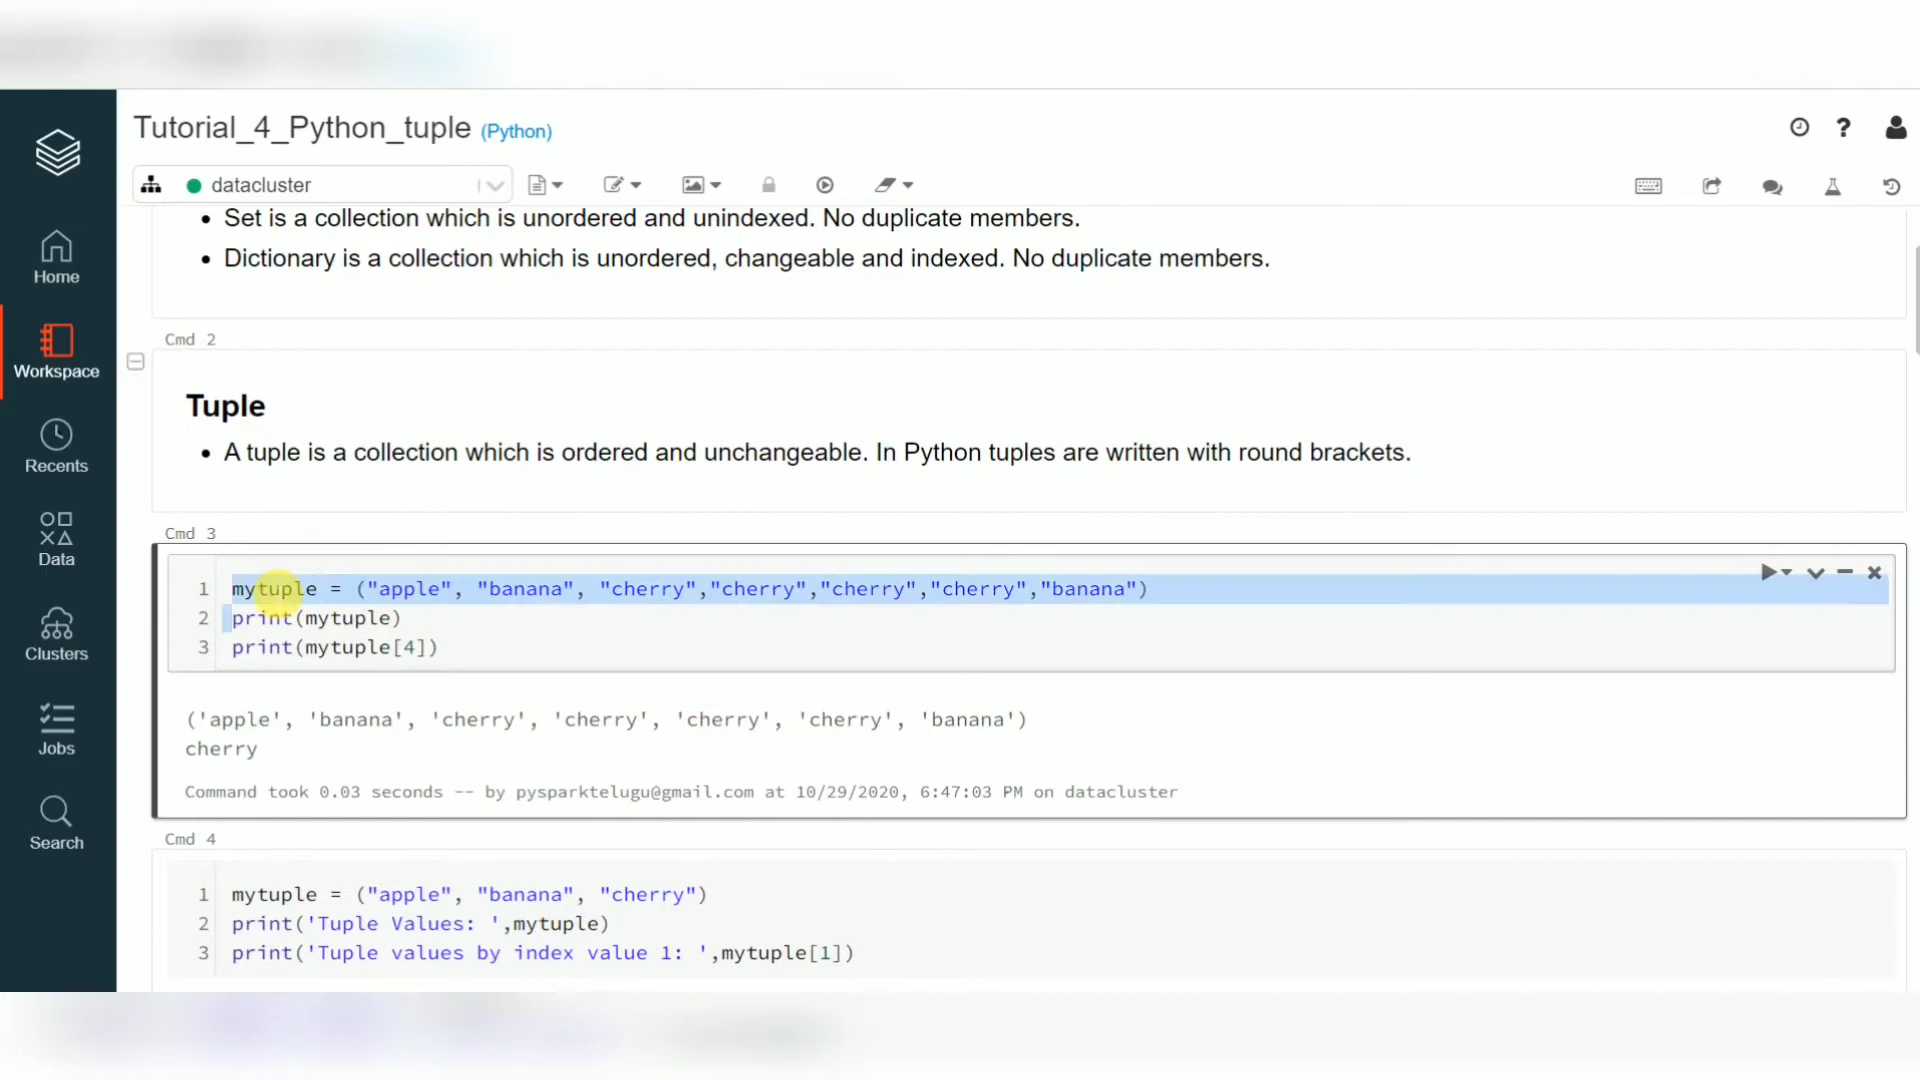 Tutorial_4_Python_tuple (Python)
datacluster
Set is a collection which is unordered and unindexed. No duplicate members.
Dictionary is a collection which is unordered, changeable and indexed. No duplicate members.
Home
Workspace
Recents
Data
Clusters
Jobs
Search
Cmd 2
Tuple
A tuple is a collection which is ordered and unchangeable. In Python tuples are written with round brackets.
Cmd 3
1 mytuple = ("apple", "banana", "cherry","cherry","cherry","cherry","banana")
2 print(mytuple)
3 print(mytuple[4])
('apple', 'banana', 'cherry', 'cherry', 'cherry', 'cherry', 'banana')
cherry
Command took 0.03 seconds -- by pysparktelugu@gmail.com at 10/29/2020, 6:47:03 PM on datacluster
Cmd 4
1 mytuple = ("apple", "banana", "cherry")
2 print('Tuple Values: ',mytuple)
3 print('Tuple values by index value 1: ',mytuple[1])